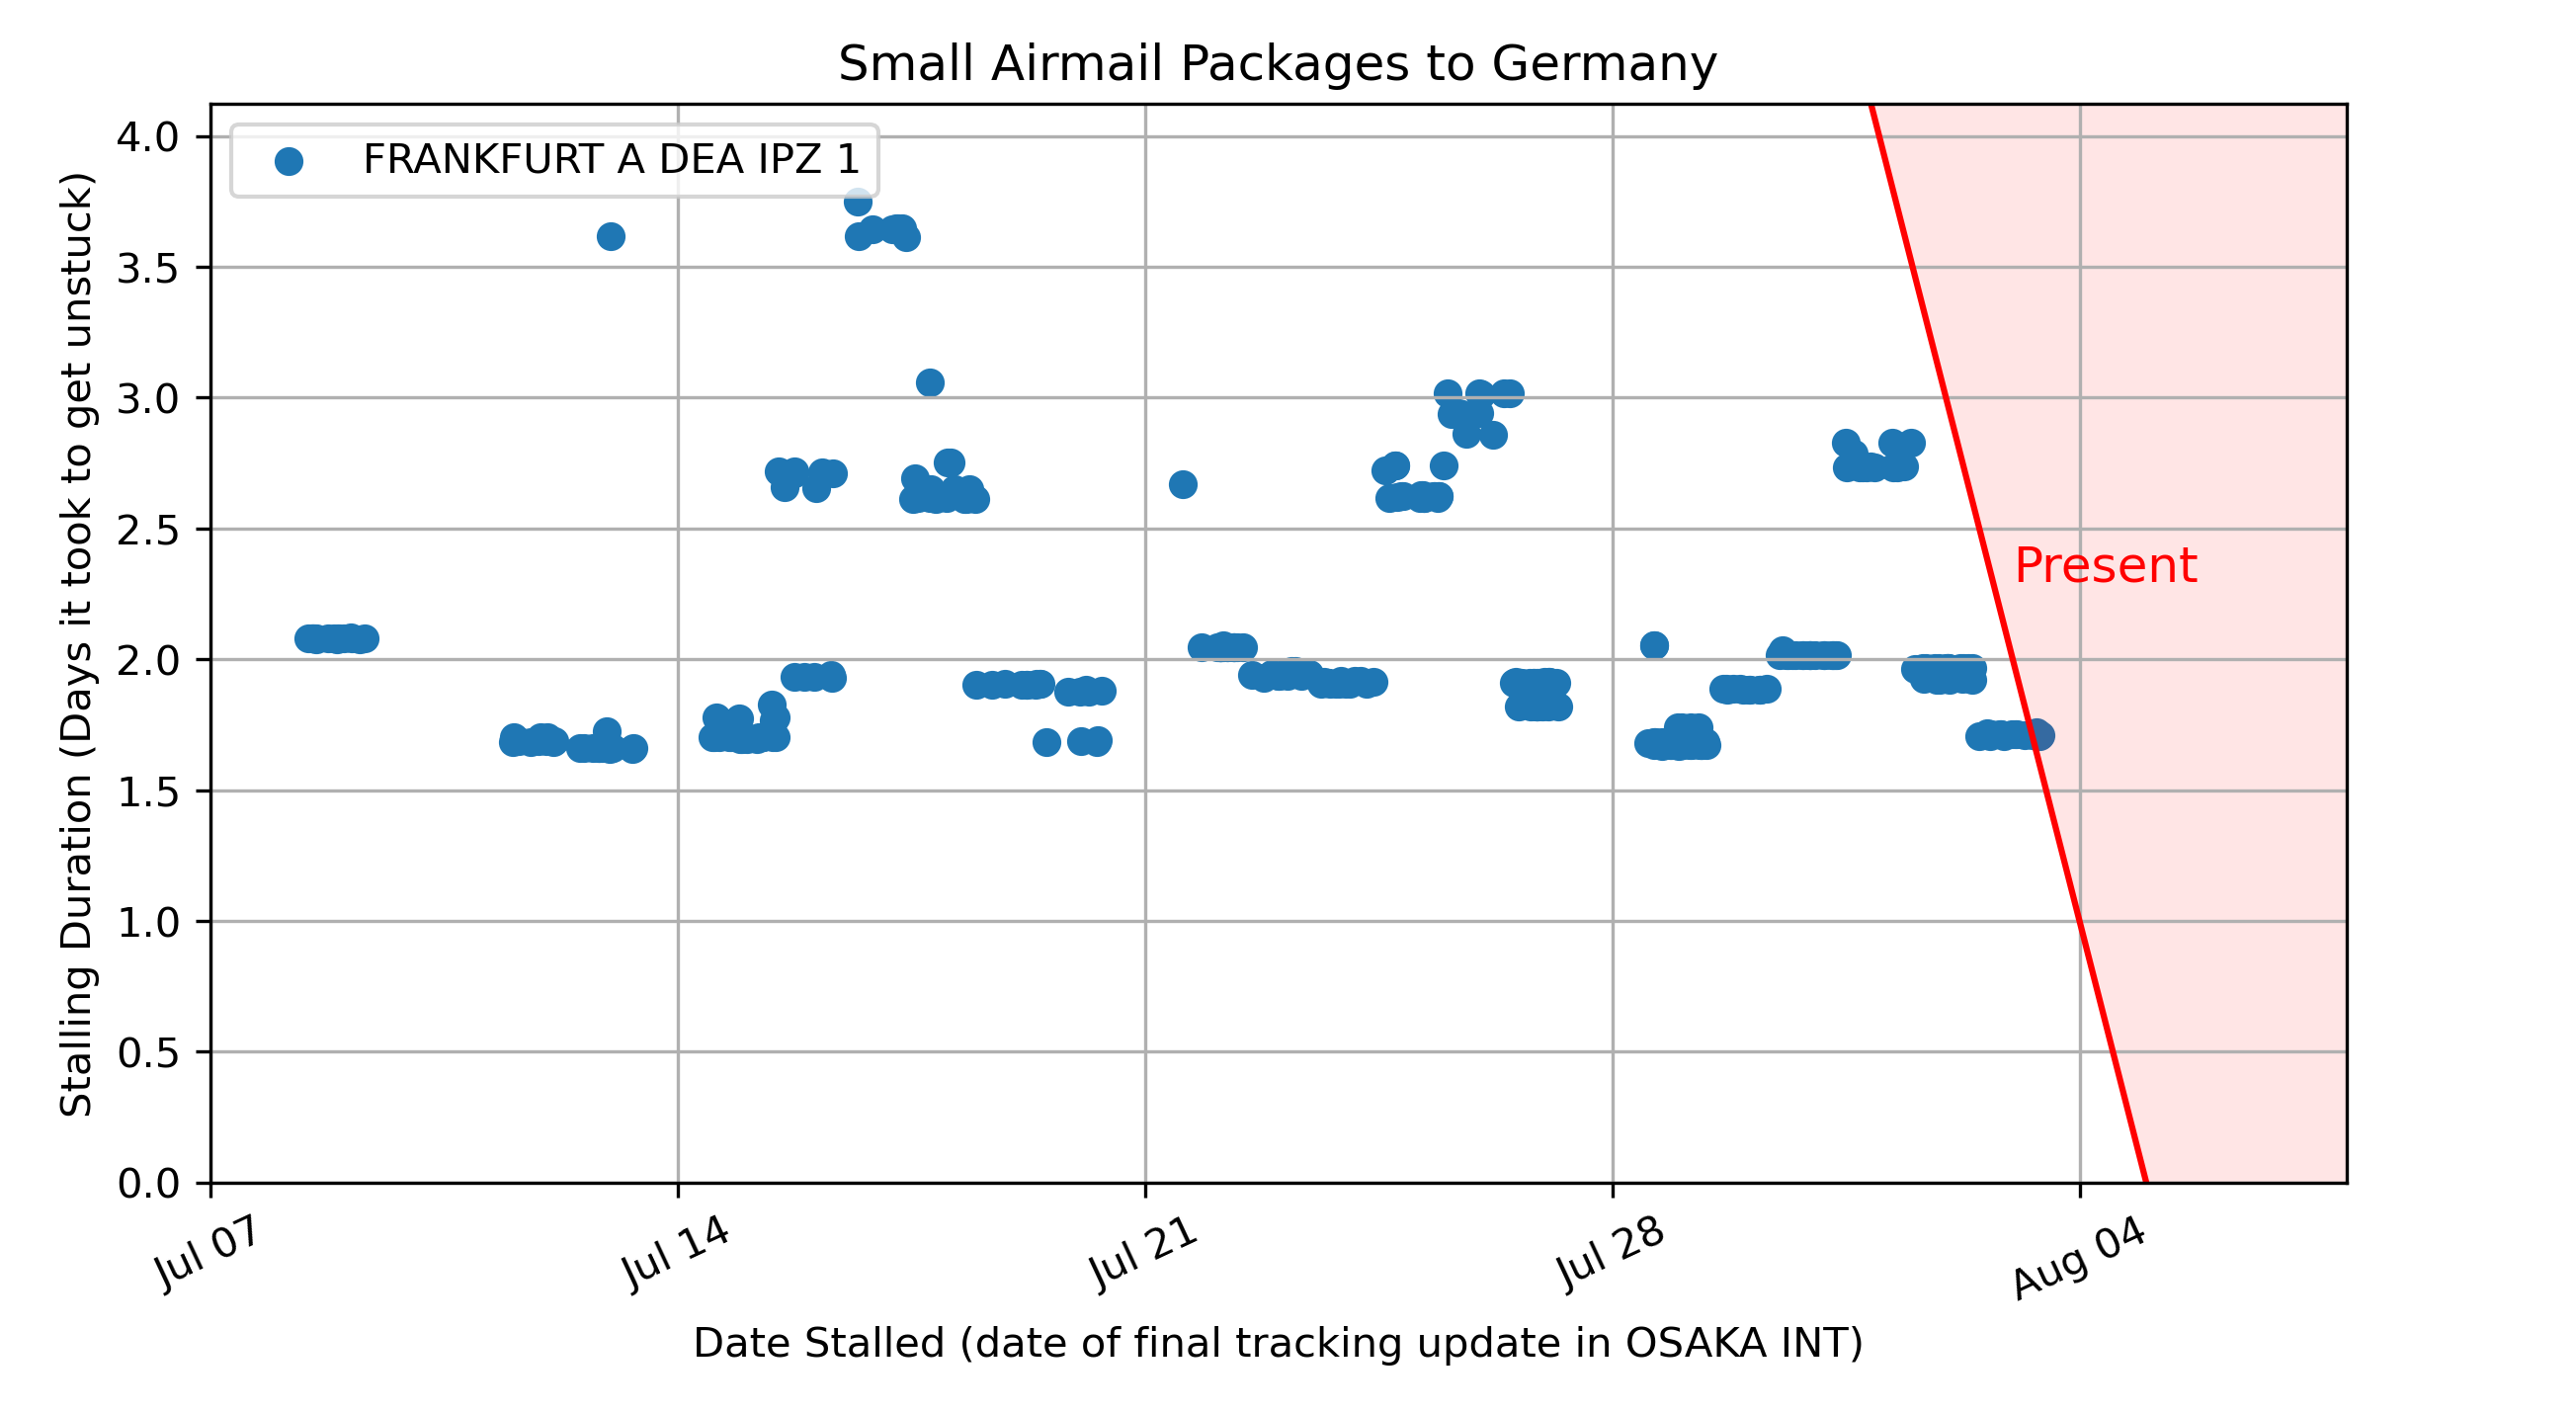 Small Airmail Packages to Germany
FRANKFURT A DEA IPZ 1
Stalling Duration (Days it took to get unstuck)
4.0
3.5
3.0
2.5
2.0
1.5
1.0
0.5
0.0
Present
Jul 07
Jul 14
Jul 21
Jul 28
Aug 04
Date Stalled (date of final tracking update in OSAKA INT)